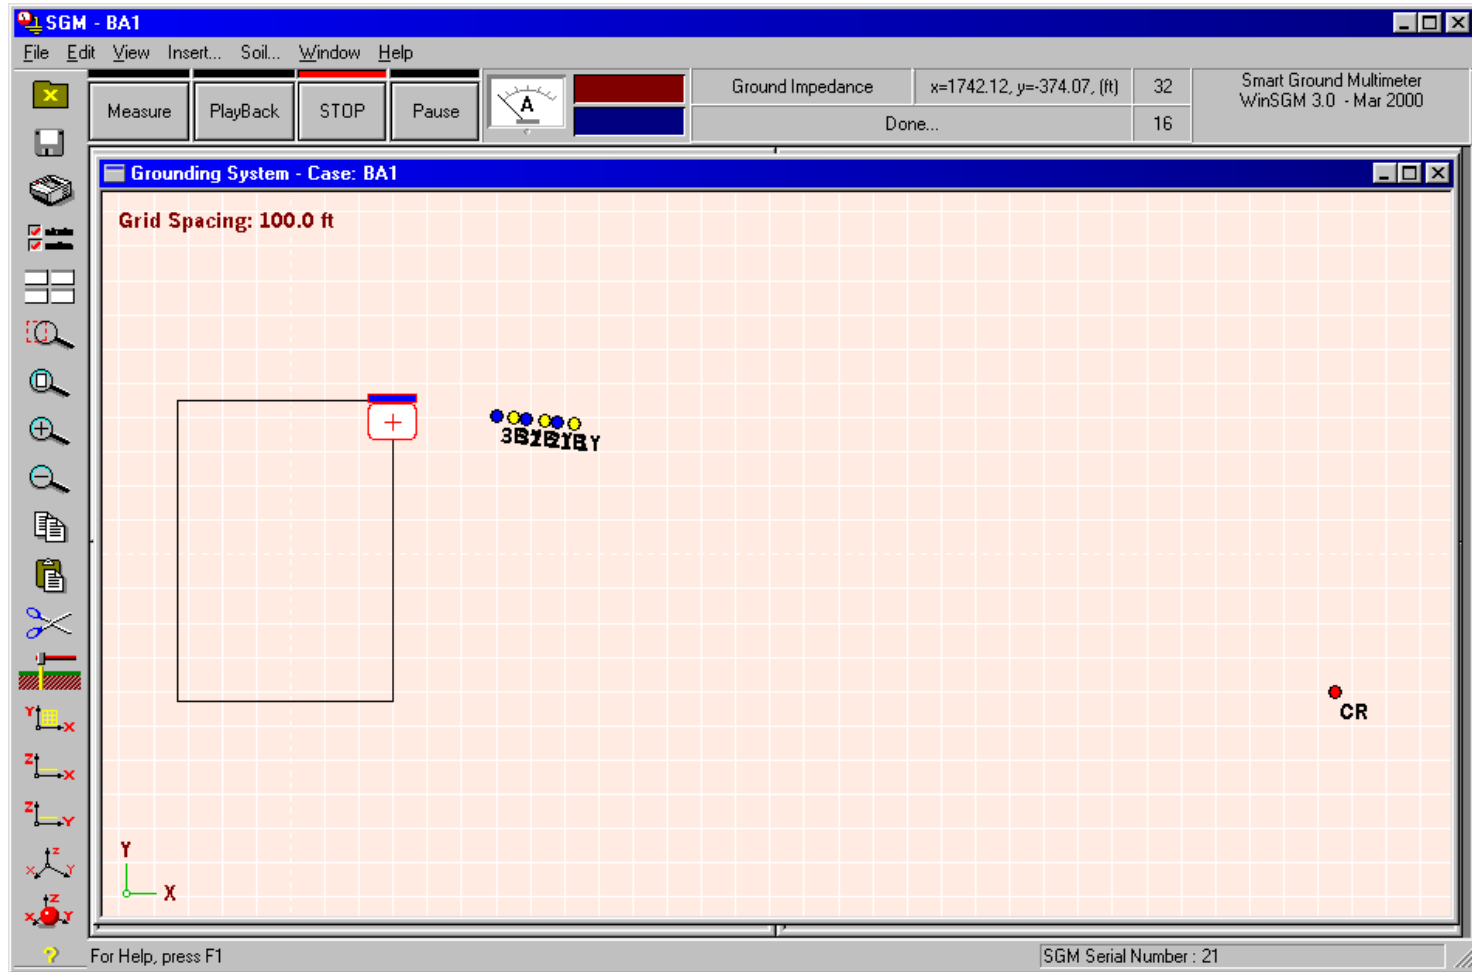 SGM - BA1
File Edit View Insert... Soil... Window Help
Measure PlayBack STOP Pause
A
Ground Impedance x=1742.12, y=-374.07, (ft) 32
Done... 16
Smart Ground Multimeter
WinSGM 3.0 - Mar 2000
Grounding System - Case: BA1
Grid Spacing: 100.0 ft
CR
Y
X
Y X
Z X
Z Y
Z X Y
Z X Y
?
For Help, press F1
SGM Serial Number : 21